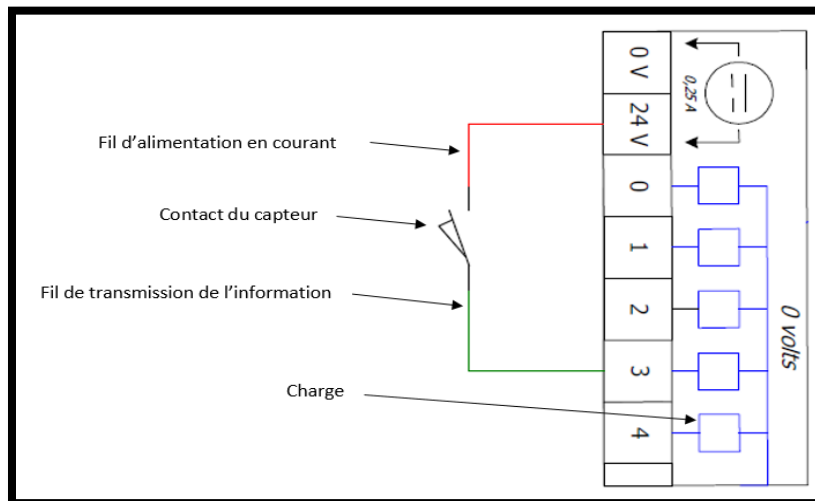 Fil d'alimentation en courant
Contact du capteur
Fil de transmission de l'information
Charge
0 V
24 V
0
1
2
3
4
0,25 A
0 volts